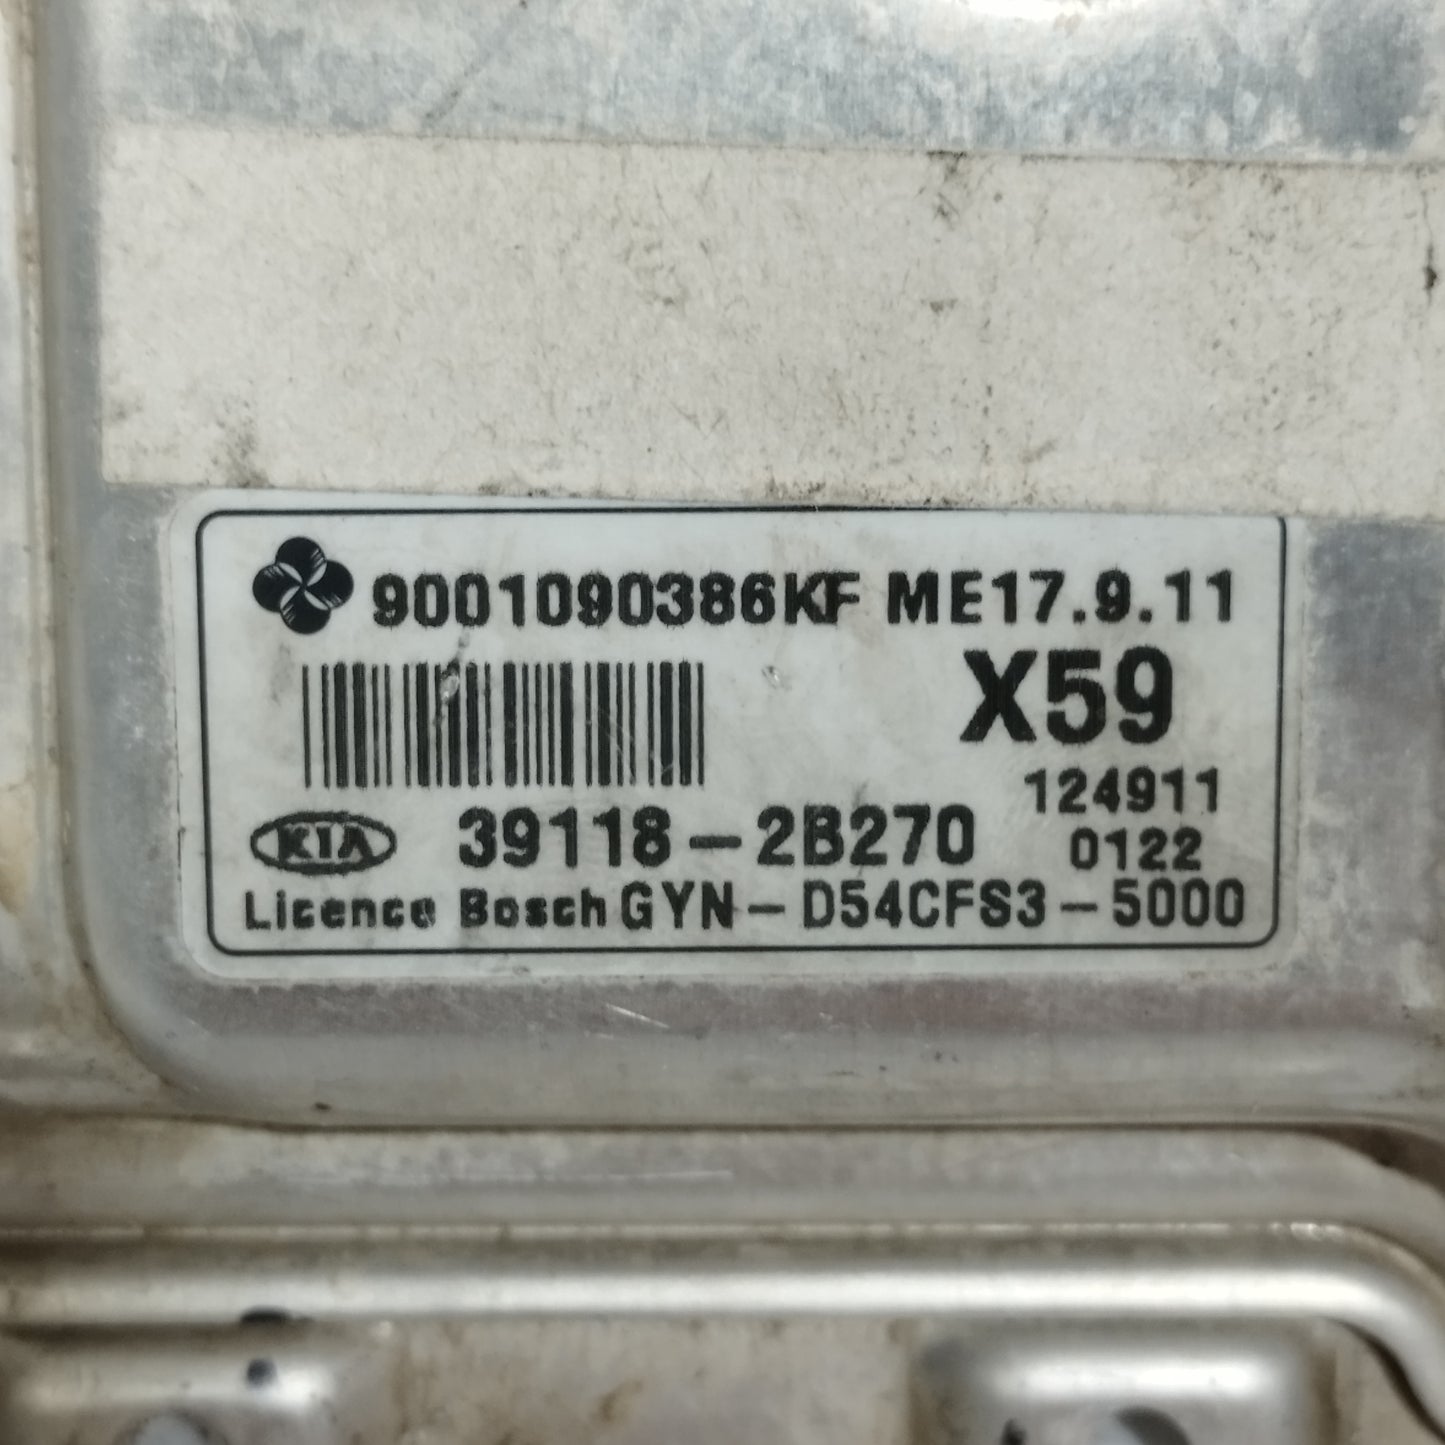 9001090386KF ME17.9.11
X59
124911
KIA 39118-2B270 0122
Licence Bosch GYN-D54CFS3-5000